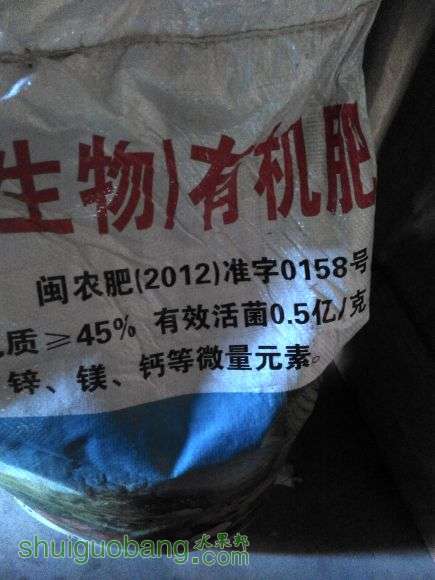 生物)有机肥
闽农肥(2012)准字0158号
质≥45% 有效活菌0.5亿/克
锌、镁、钙等微量元素。
水果邦
shuiguobang.com